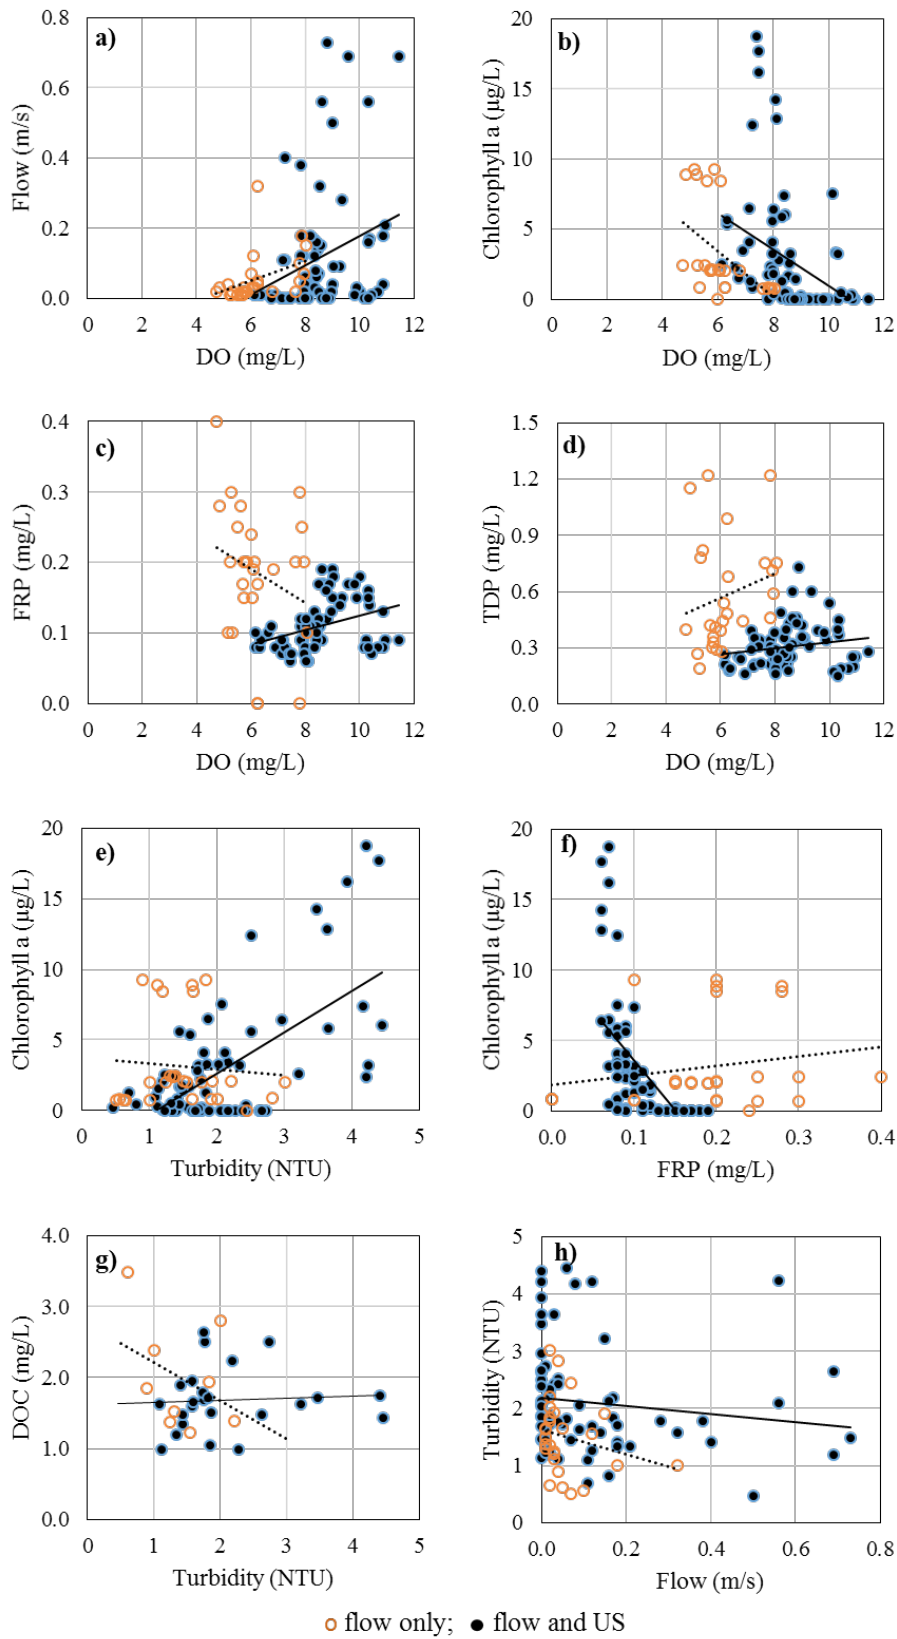 a)
0.8
0.6
0.4
0.2
0.0
Flow (m/s)
0 2 4 6 8 10 12
DO (mg/L)
b)
20
15
10
5
0
Chlorophyll a (µg/L)
0 2 4 6 8 10 12
DO (mg/L)
c)
0.4
0.3
0.2
0.1
0.0
FRP (mg/L)
0 2 4 6 8 10 12
DO (mg/L)
d)
1.5
1.2
0.9
0.6
0.3
0.0
TDP (mg/L)
0 2 4 6 8 10 12
DO (mg/L)
e)
20
15
10
5
0
Chlorophyll a (µg/L)
0 1 2 3 4 5
Turbidity (NTU)
f)
20
15
10
5
0
Chlorophyll a (µg/L)
0.0 0.1 0.2 0.3 0.4
FRP (mg/L)
g)
4.0
3.0
2.0
1.0
0.0
DOC (mg/L)
0 1 2 3 4 5
Turbidity (NTU)
h)
5
4
3
2
1
0
Turbidity (NTU)
0.0 0.2 0.4 0.6 0.8
Flow (m/s)
flow only; flow and US